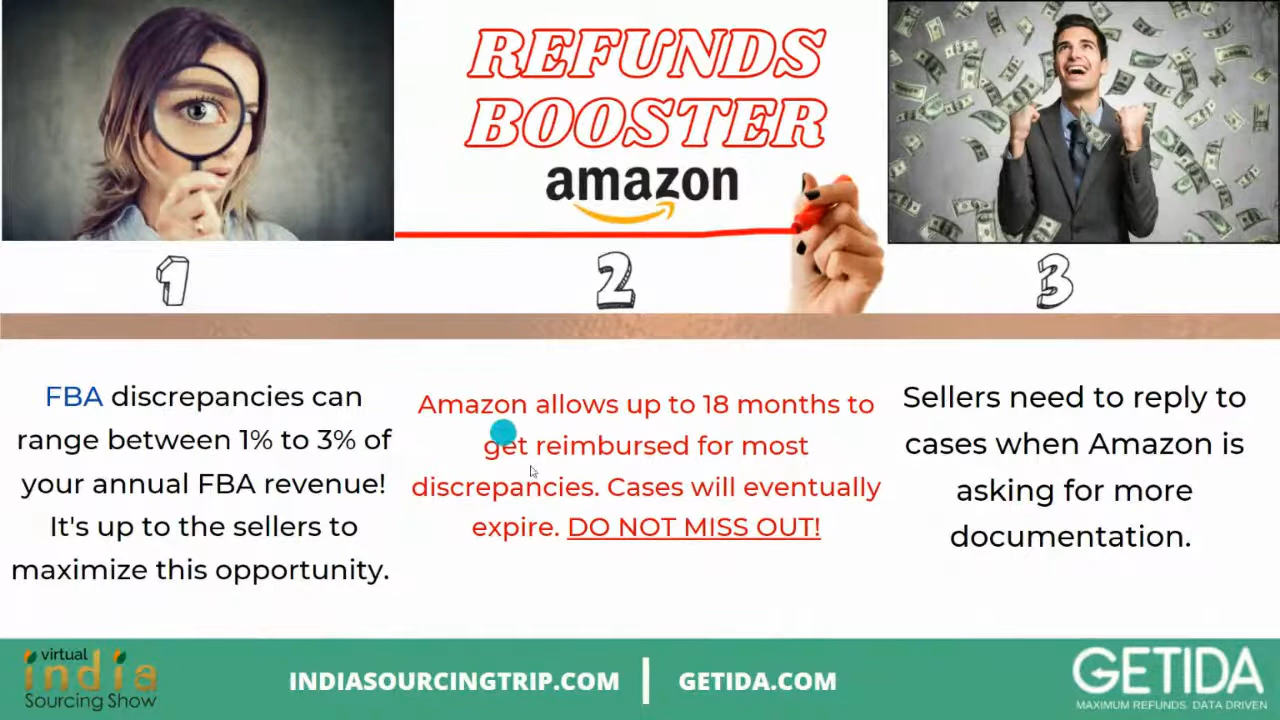 REFUNDS
BOOSTER
amazon
1
2
3
FBA discrepancies can
range between 1% to 3% of
your annual FBA revenue!
It's up to the sellers to
maximize this opportunity.
Amazon allows up to 18 months to
get reimbursed for most
discrepancies. Cases will eventually
expire. DO NOT MISS OUT!
Sellers need to reply to
cases when Amazon is
asking for more
documentation.
virtual
india
Sourcing Show
INDIASOURCINGTRIP.COM | GETIDA.COM
GETIDA
MAXIMUM REFUNDS. DATA DRIVEN